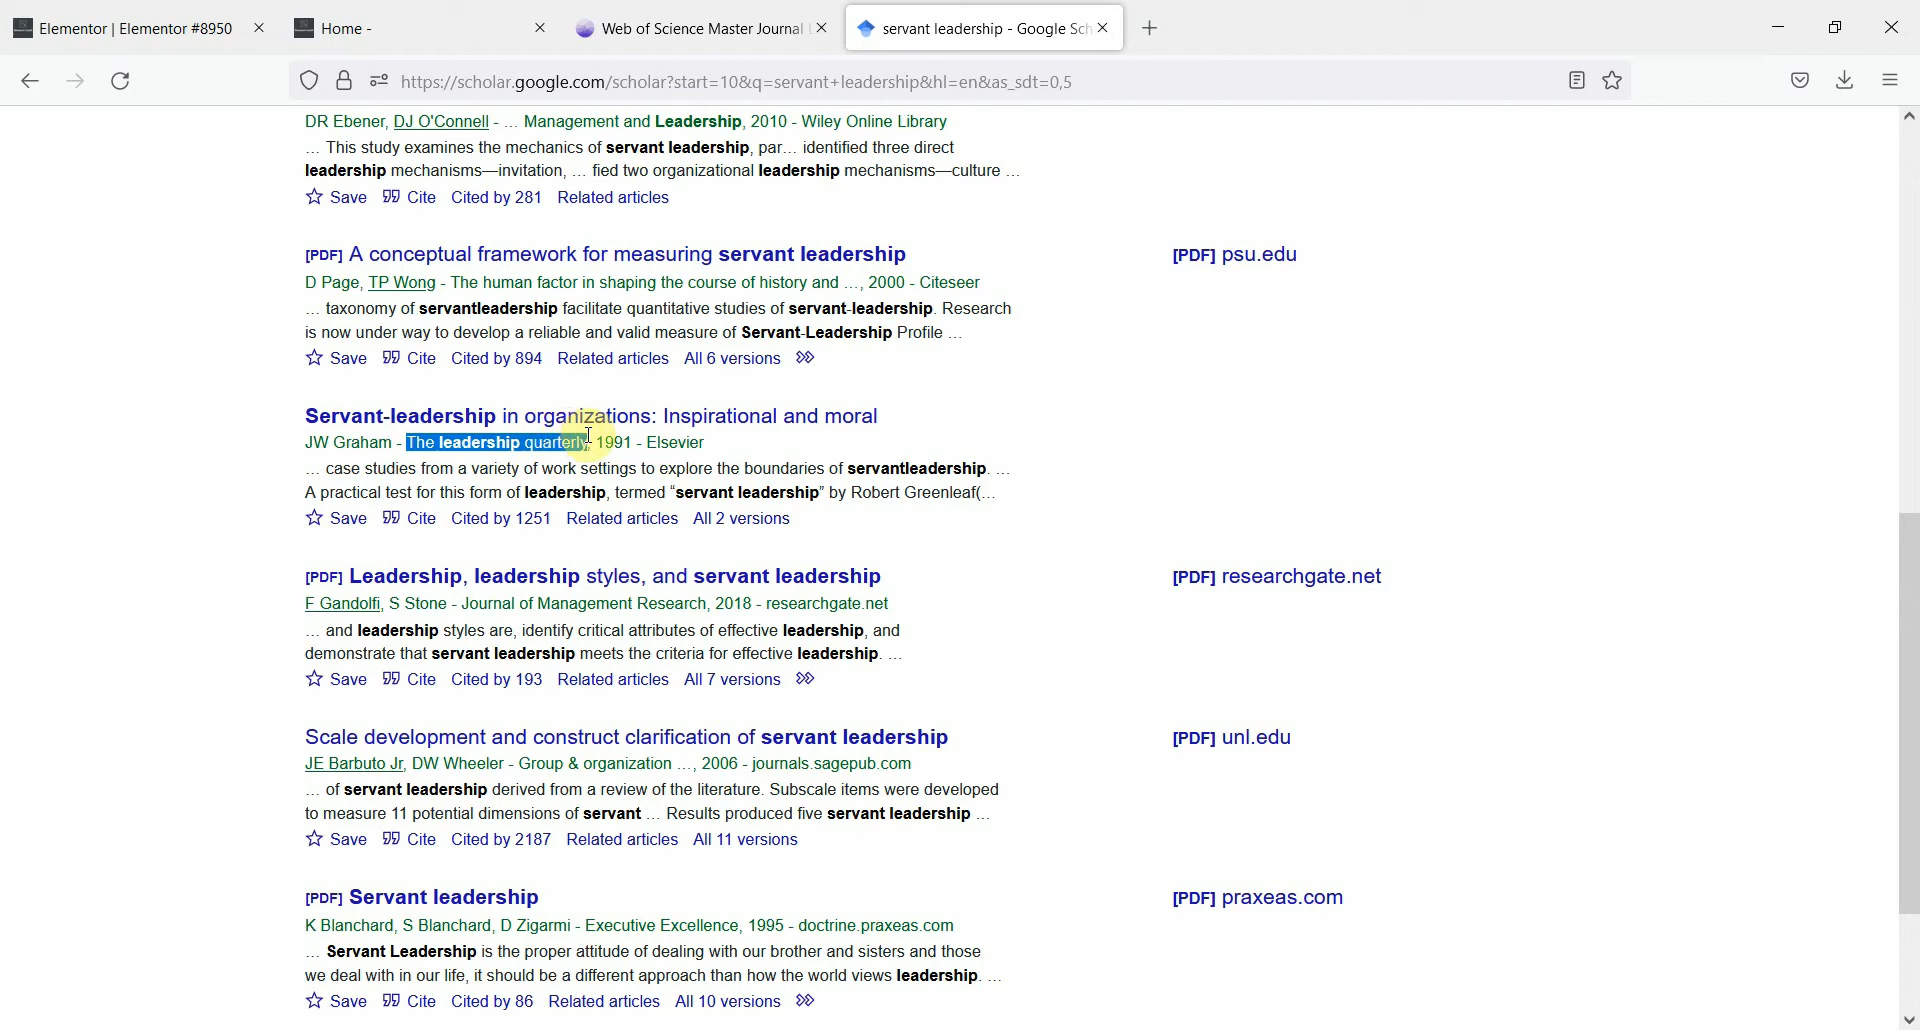 Elementor | Elementor #8950
Home -
Web of Science Master Journal L
servant leadership - Google Sch
https://scholar.google.com/scholar?start=10&q=servant+leadership&hl=en&as_sdt=0,5
DR Ebener, DJ O'Connell - … Management and Leadership, 2010 - Wiley Online Library
… This study examines the mechanics of servant leadership, par… identified three direct
leadership mechanisms—invitation, … fied two organizational leadership mechanisms—culture …
Save Cite Cited by 281 Related articles
[PDF] A conceptual framework for measuring servant leadership
[PDF] psu.edu
D Page, TP Wong - The human factor in shaping the course of history and …, 2000 - Citeseer
… taxonomy of servantleadership facilitate quantitative studies of servant-leadership. Research
is now under way to develop a reliable and valid measure of Servant-Leadership Profile …
Save Cite Cited by 894 Related articles All 6 versions
Servant-leadership in organizations: Inspirational and moral
JW Graham - The leadership quarterly, 1991 - Elsevier
… case studies from a variety of work settings to explore the boundaries of servantleadership. …
A practical test for this form of leadership, termed “servant leadership” by Robert Greenleaf(…
Save Cite Cited by 1251 Related articles All 2 versions
[PDF] Leadership, leadership styles, and servant leadership
[PDF] researchgate.net
F Gandolfi, S Stone - Journal of Management Research, 2018 - researchgate.net
… and leadership styles are, identify critical attributes of effective leadership, and
demonstrate that servant leadership meets the criteria for effective leadership. …
Save Cite Cited by 193 Related articles All 7 versions
Scale development and construct clarification of servant leadership
[PDF] unl.edu
JE Barbuto Jr, DW Wheeler - Group & organization …, 2006 - journals.sagepub.com
… of servant leadership derived from a review of the literature. Subscale items were developed
to measure 11 potential dimensions of servant … Results produced five servant leadership …
Save Cite Cited by 2187 Related articles All 11 versions
[PDF] Servant leadership
[PDF] praxeas.com
K Blanchard, S Blanchard, D Zigarmi - Executive Excellence, 1995 - doctrine.praxeas.com
… Servant Leadership is the proper attitude of dealing with our brother and sisters and those
we deal with in our life, it should be a different approach than how the world views leadership. …
Save Cite Cited by 86 Related articles All 10 versions